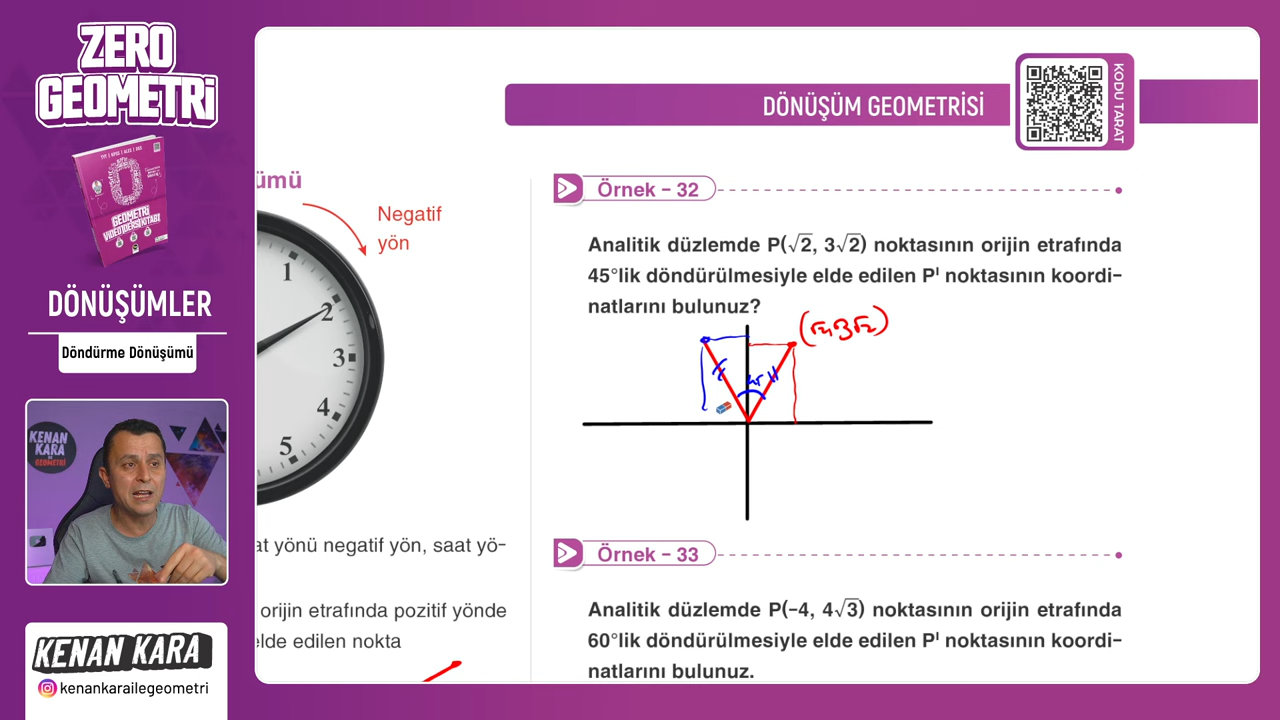 ZERO
GEOMETRİ
GEOMETRİ
VİDEO DERS KİTABI
DÖNÜŞÜMLER
Döndürme Dönüşümü
KENAN
KARA
GEOMETRİ
KENAN KARA
kenankarailegeometri
DÖNÜŞÜM GEOMETRİSİ
KODU TARAT
ümü
Negatif
yön
1
2
3
4
5
at yönü negatif yön, saat yö-
orijin etrafında pozitif yönde
elde edilen nokta
Örnek - 32
Analitik düzlemde P(√2, 3√2) noktasının orijin etrafında
45°lik döndürülmesiyle elde edilen P' noktasının koordi-
natlarını bulunuz?
(√2, 3√2)
45
Örnek - 33
Analitik düzlemde P(-4, 4√3) noktasının orijin etrafında
60°lik döndürülmesiyle elde edilen P' noktasının koordi-
natlarını bulunuz.